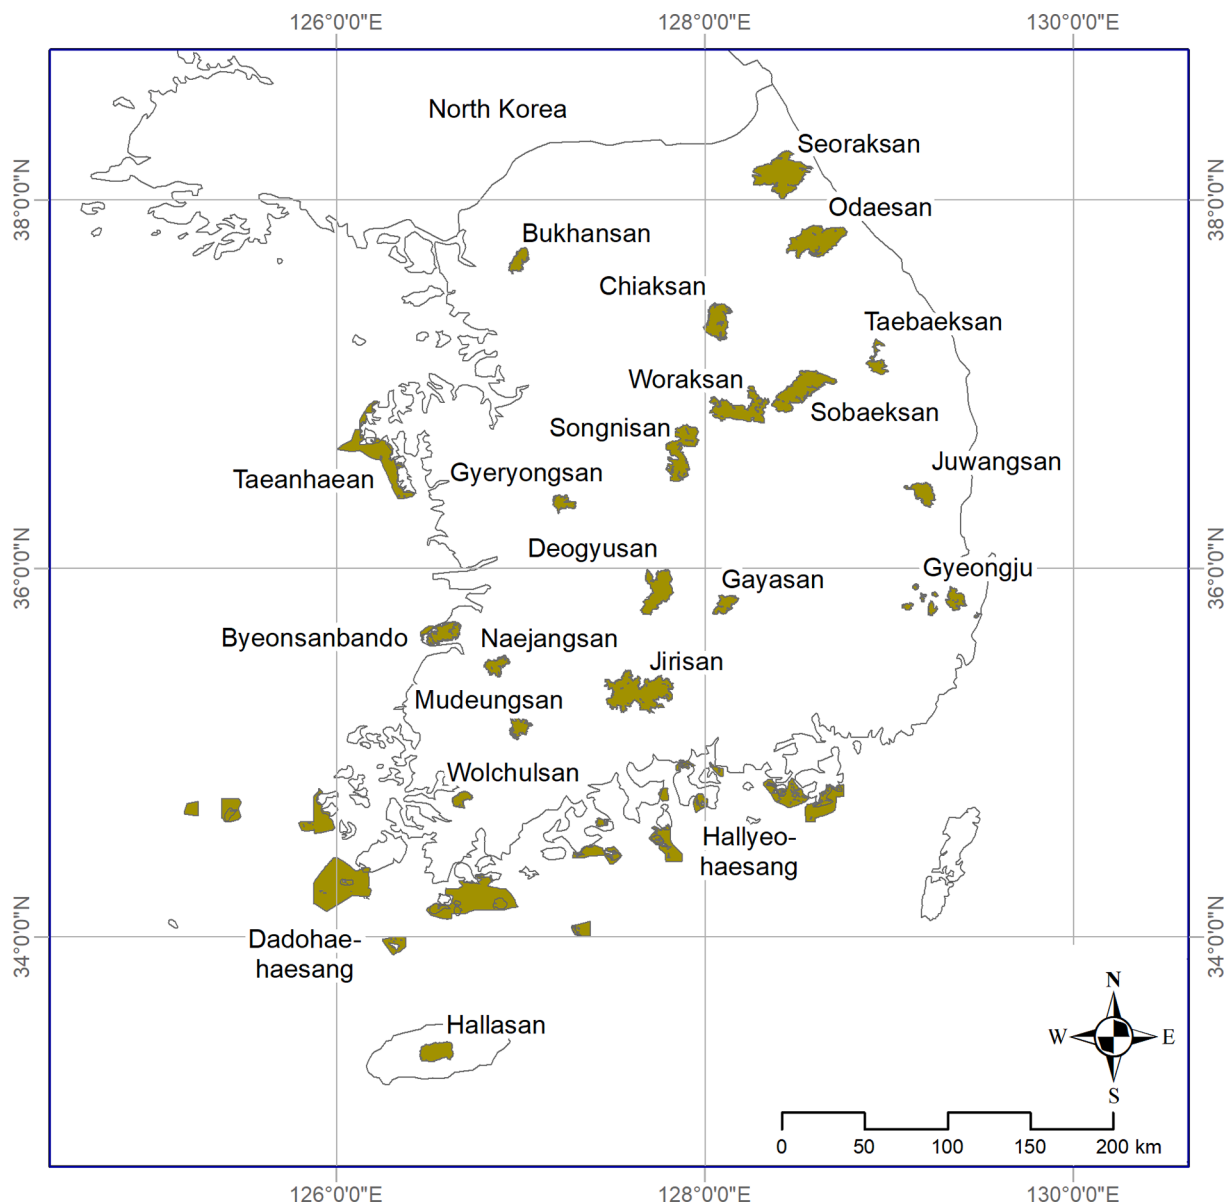 126°0'0"E
128°0'0"E
130°0'0"E
North Korea
Seoraksan
38°0'0"N
38°0'0"N
Odaesan
Bukhansan
Chiaksan
Taebaeksan
Woraksan
Sobaeksan
Songnisan
Juwangsan
Gyeryongsan
Taeanhaean
Deogyusan
36°0'0"N
36°0'0"N
Gyeongju
Gayasan
Byeonsanbando
Naejangsan
Jirisan
Mudeungsan
Wolchulsan
Hallyeo-
haesang
34°0'0"N
34°0'0"N
Dadohae-
haesang
N
W
E
S
Hallasan
0
50
100
150
200 km
126°0'0"E
128°0'0"E
130°0'0"E